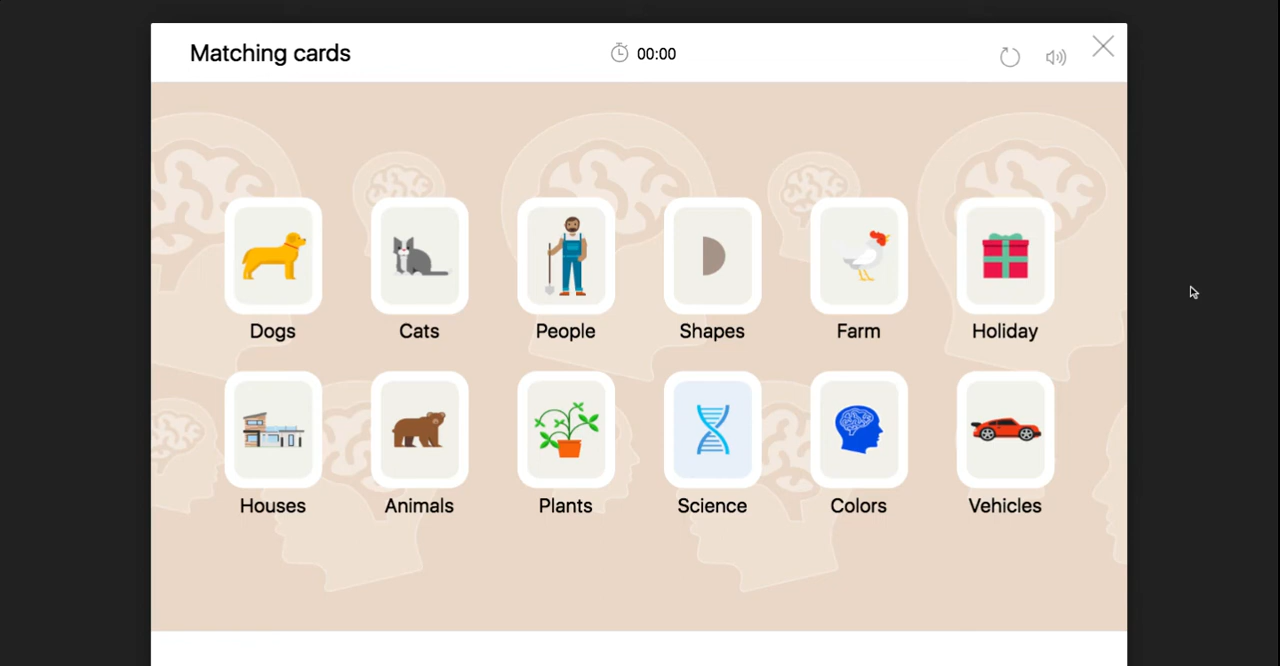 Matching cards
00:00
Dogs
Cats
People
Shapes
Farm
Holiday
Houses
Animals
Plants
Science
Colors
Vehicles